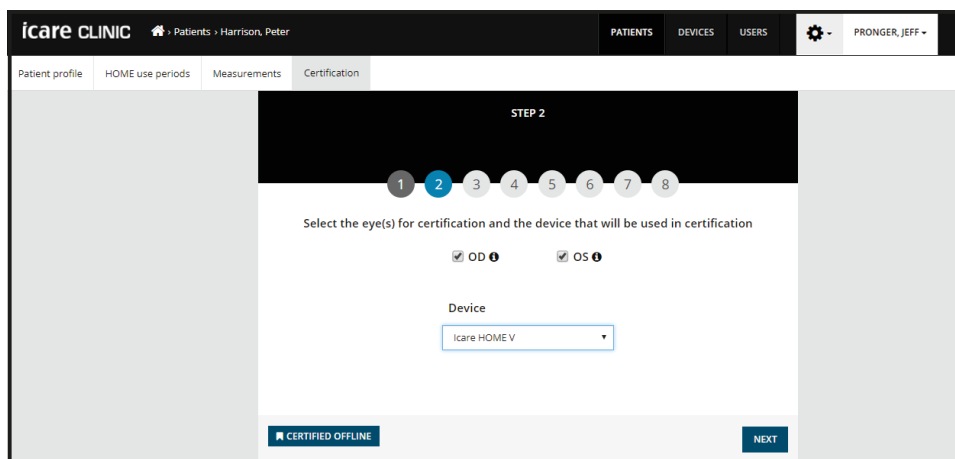 icare CLINIC › Patients › Harrison, Peter PATIENTS DEVICES USERS PRONGER, JEFF
Patient profile HOME use periods Measurements Certification
STEP 2
1 2 3 4 5 6 7 8
Select the eye(s) for certification and the device that will be used in certification
OD OS
Device
Icare HOME V
CERTIFIED OFFLINE NEXT